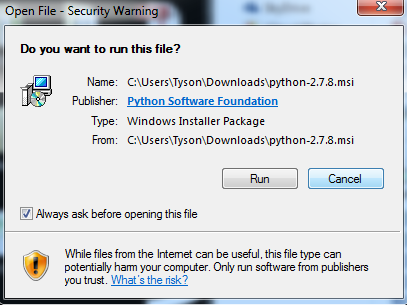 Open File - Security Warning
Do you want to run this file?
Name: C:\Users\Tyson\Downloads\python-2.7.8.msi
Publisher: Python Software Foundation
Type: Windows Installer Package
From: C:\Users\Tyson\Downloads\python-2.7.8.msi
Run Cancel
Always ask before opening this file
While files from the Internet can be useful, this file type can
potentially harm your computer. Only run software from publishers
you trust. What's the risk?